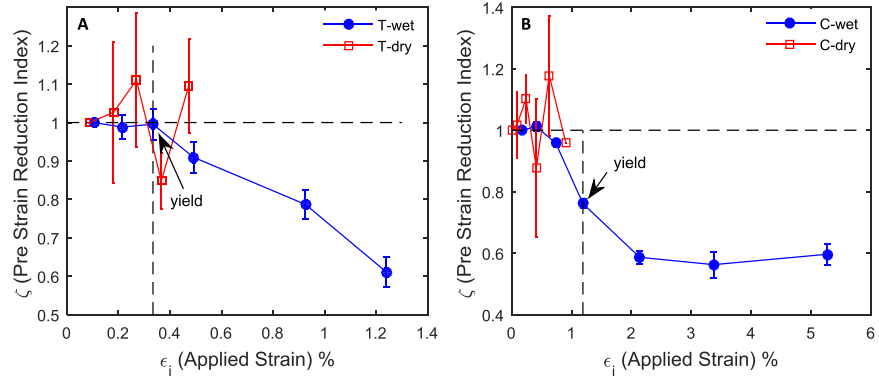 A
T-wet
T-dry
1.2
1.1
1
0.9
0.8
0.7
0.6
0.5
ζ (Pre Strain Reduction Index)
yield
0 0.2 0.4 0.6 0.8 1 1.2 1.4
ϵi (Applied Strain) %
B
C-wet
C-dry
1.4
1.2
1
0.8
0.6
0.4
ζ (Pre Strain Reduction Index)
yield
0 1 2 3 4 5 6
ϵi (Applied Strain) %